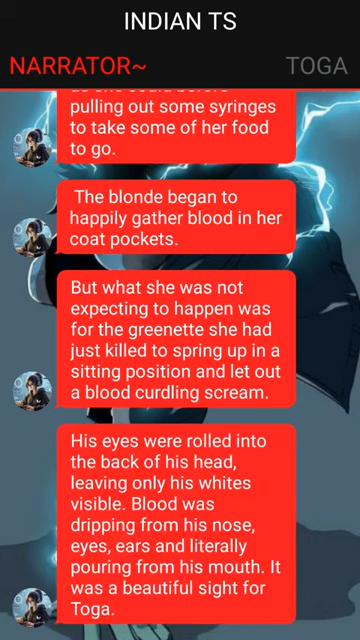 INDIAN TS
NARRATOR~ TOGA
as she could before
pulling out some syringes
to take some of her food
to go.
The blonde began to
happily gather blood in her
coat pockets.
But what she was not
expecting to happen was
for the greenette she had
just killed to spring up in a
sitting position and let out
a blood curdling scream.
His eyes were rolled into
the back of his head,
leaving only his whites
visible. Blood was
dripping from his nose,
eyes, ears and literally
pouring from his mouth. It
was a beautiful sight for
Toga.